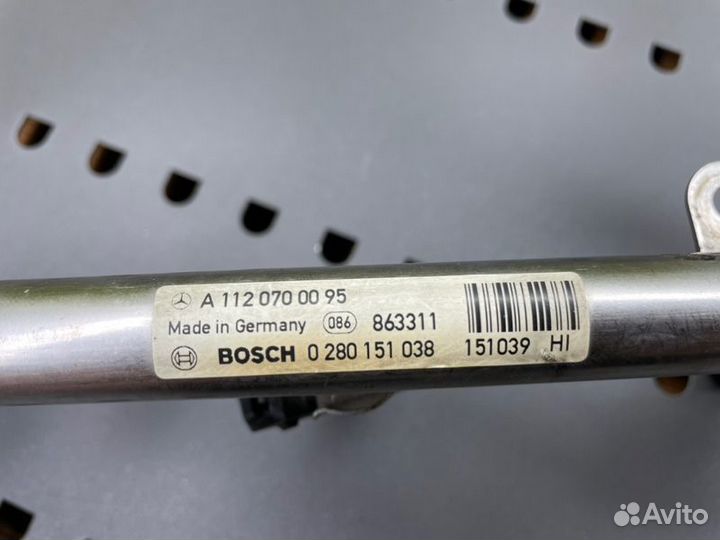 A 112 070 00 95
Made in Germany 086 863311
BOSCH 0 280 151 038
151039 HI
Avito